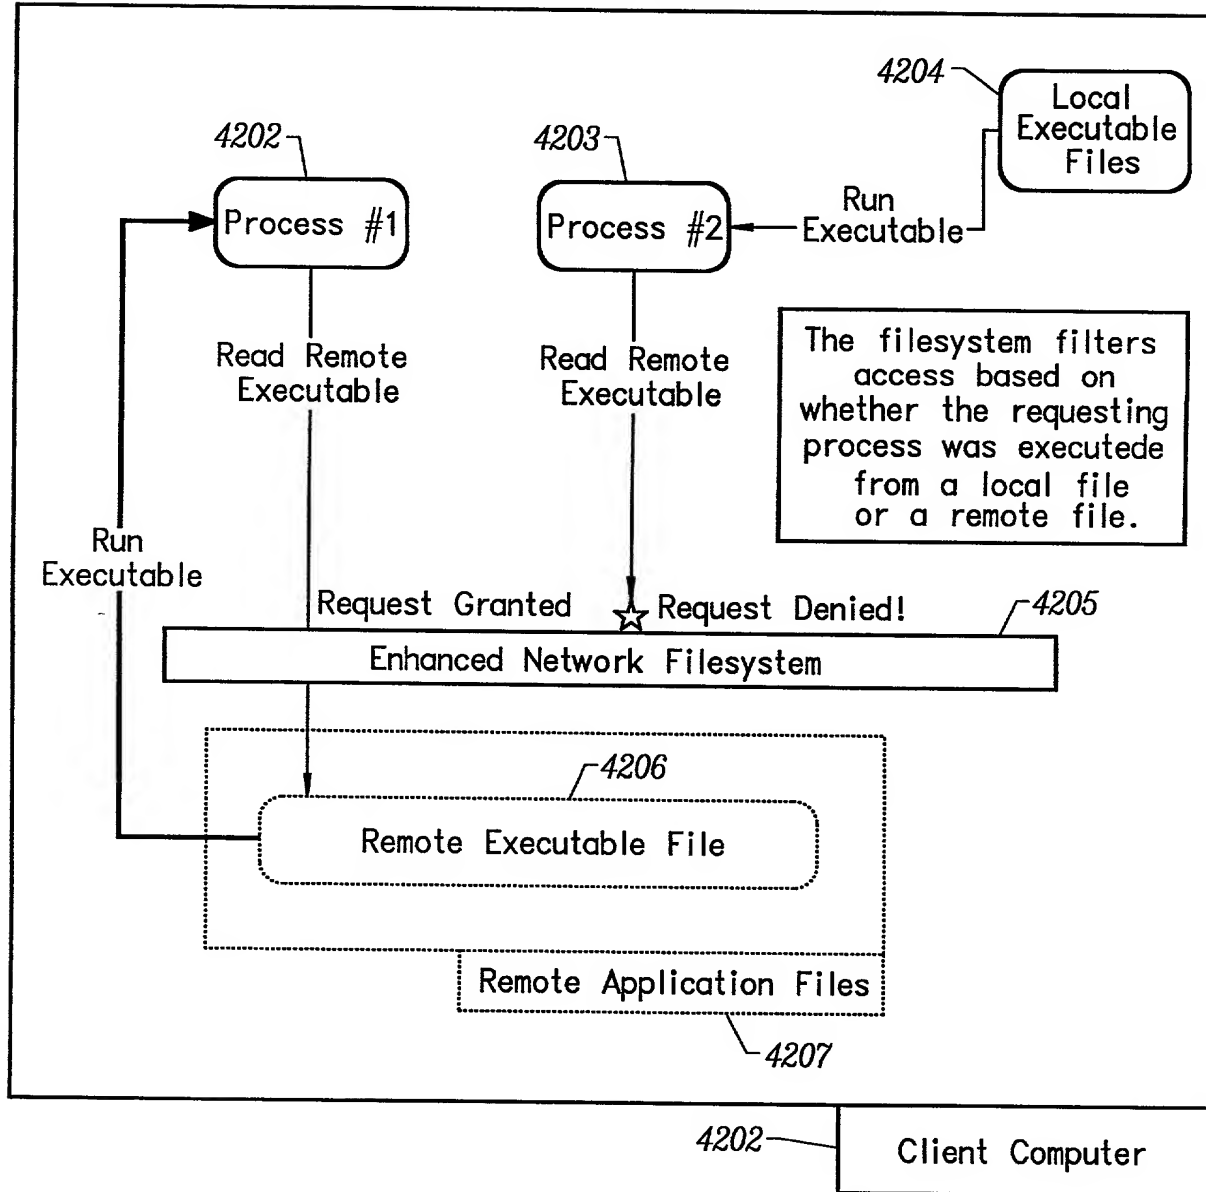 4204
Local
Executable
Files
4202
4203
Process #1
Process #2
Run
Executable
Read Remote
Executable
Read Remote
Executable
The filesystem filters
access based on
whether the requesting
process was executede
from a local file
or a remote file.
Run
Executable
Request Granted
Request Denied!
4205
Enhanced Network Filesystem
4206
Remote Executable File
Remote Application Files
4207
4202
Client Computer